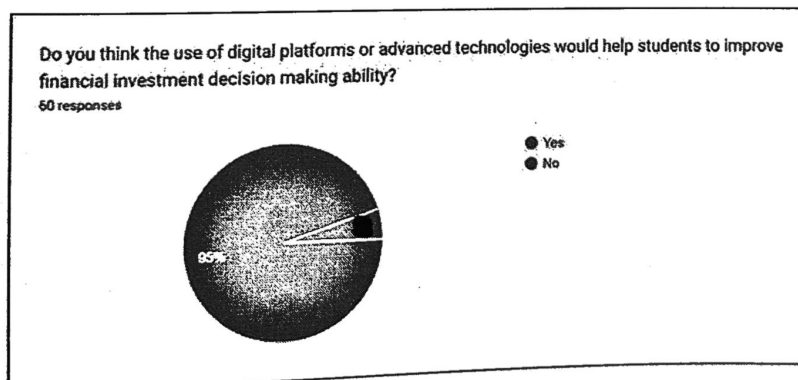 Do you think the use of digital platforms or advanced technologies would help students to improve
financial investment decision making ability?
60 responses
Yes
No
95%